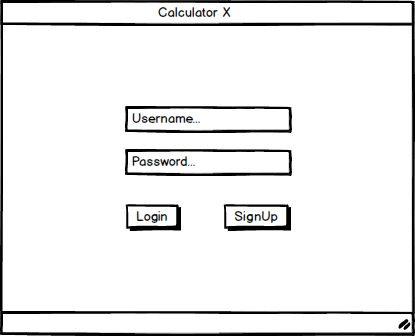 Calculator X
Username...
Password...
Login SignUp